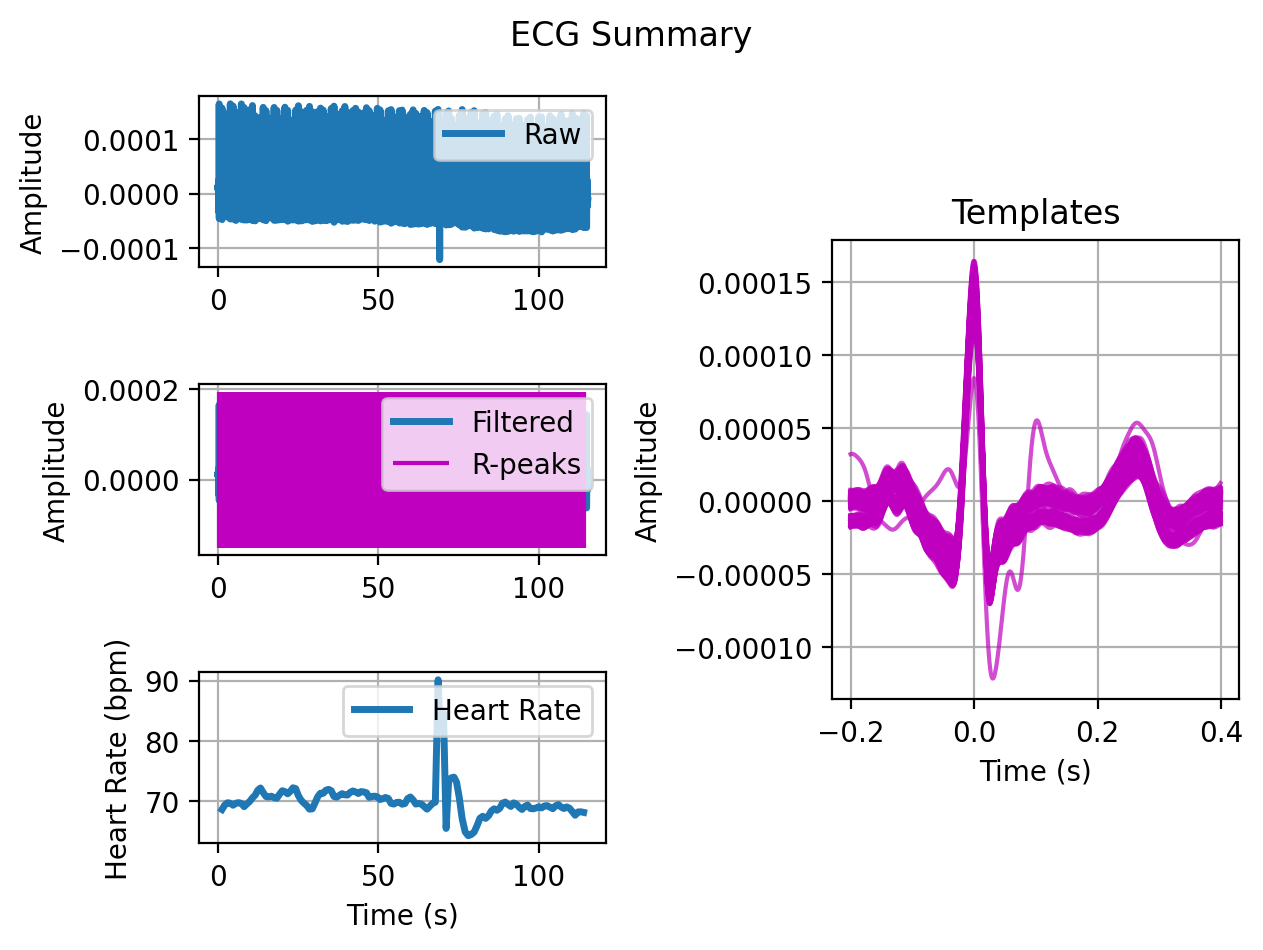 ECG Summary
Amplitude
0.0001
0.0000
−0.0001
Raw
0 50 100
Amplitude
0.0002
0.0000
Filtered
R-peaks
0 50 100
Heart Rate (bpm)
90
80
70
Heart Rate
0 50 100
Time (s)
Templates
Amplitude
0.00015
0.00010
0.00005
0.00000
−0.00005
−0.00010
−0.2 0.0 0.2 0.4
Time (s)